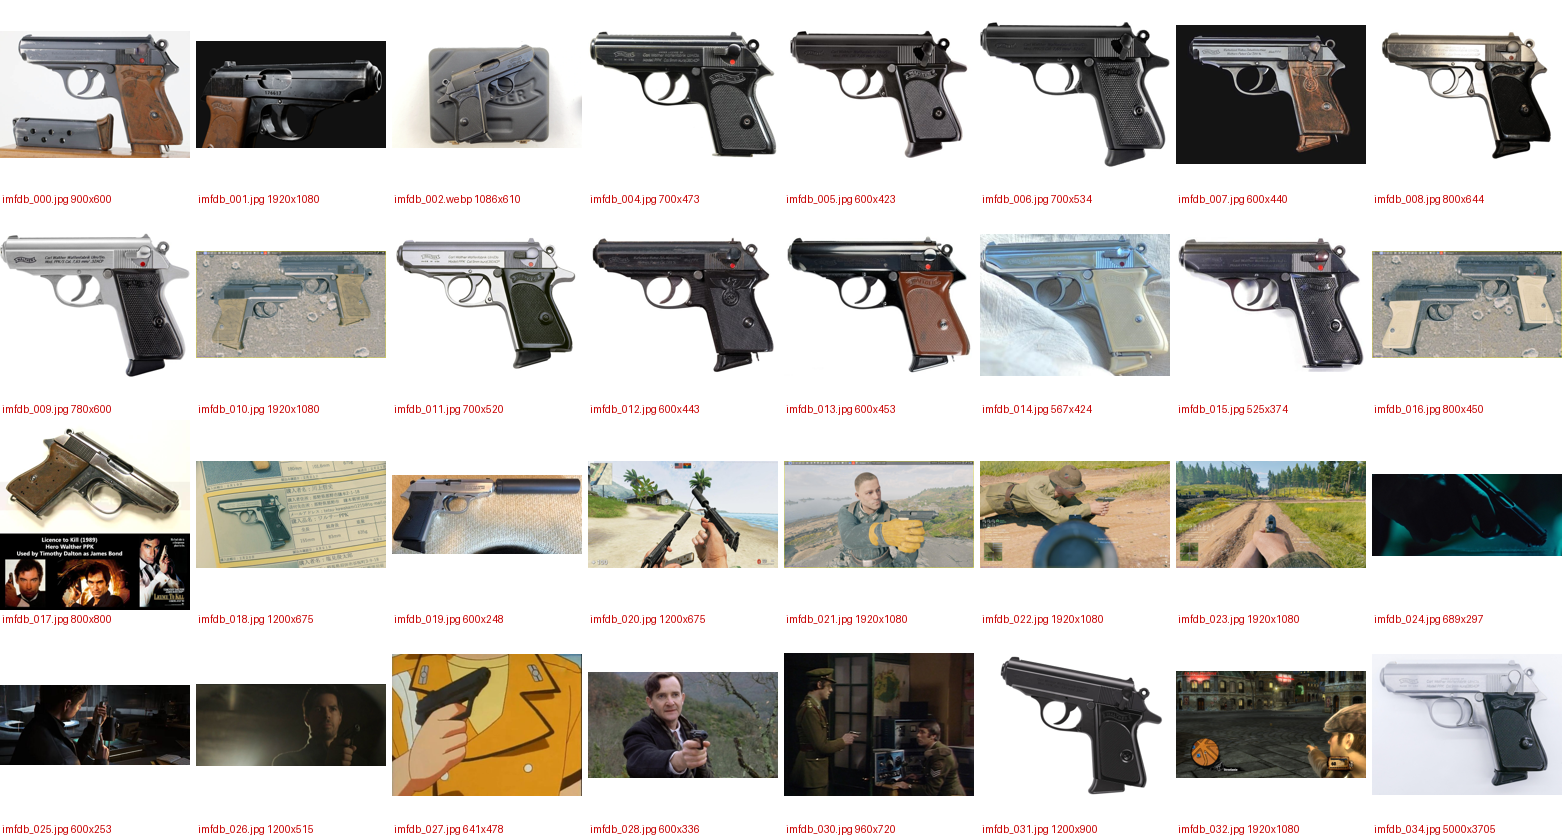 imfdb_000.jpg 900x600
imfdb_001.jpg 1920x1080
imfdb_002.webp 1086x610
imfdb_004.jpg 700x473
imfdb_005.jpg 600x423
imfdb_006.jpg 700x534
imfdb_007.jpg 600x440
imfdb_008.jpg 800x644
imfdb_009.jpg 780x600
imfdb_010.jpg 1920x1080
imfdb_011.jpg 700x520
imfdb_012.jpg 600x443
imfdb_013.jpg 600x453
imfdb_014.jpg 567x424
imfdb_015.jpg 525x374
imfdb_016.jpg 800x450
Licence to Kill (1989)
Hero Walther PPK
Used by Timothy Dalton as James Bond
imfdb_017.jpg 800x800
imfdb_018.jpg 1200x675
imfdb_019.jpg 600x248
imfdb_020.jpg 1200x675
imfdb_021.jpg 1920x1080
imfdb_022.jpg 1920x1080
imfdb_023.jpg 1920x1080
imfdb_024.jpg 689x297
imfdb_025.jpg 600x253
imfdb_026.jpg 1200x515
imfdb_027.jpg 641x478
imfdb_028.jpg 600x336
imfdb_030.jpg 960x720
imfdb_031.jpg 1200x900
imfdb_032.jpg 1920x1080
imfdb_034.jpg 5000x3705